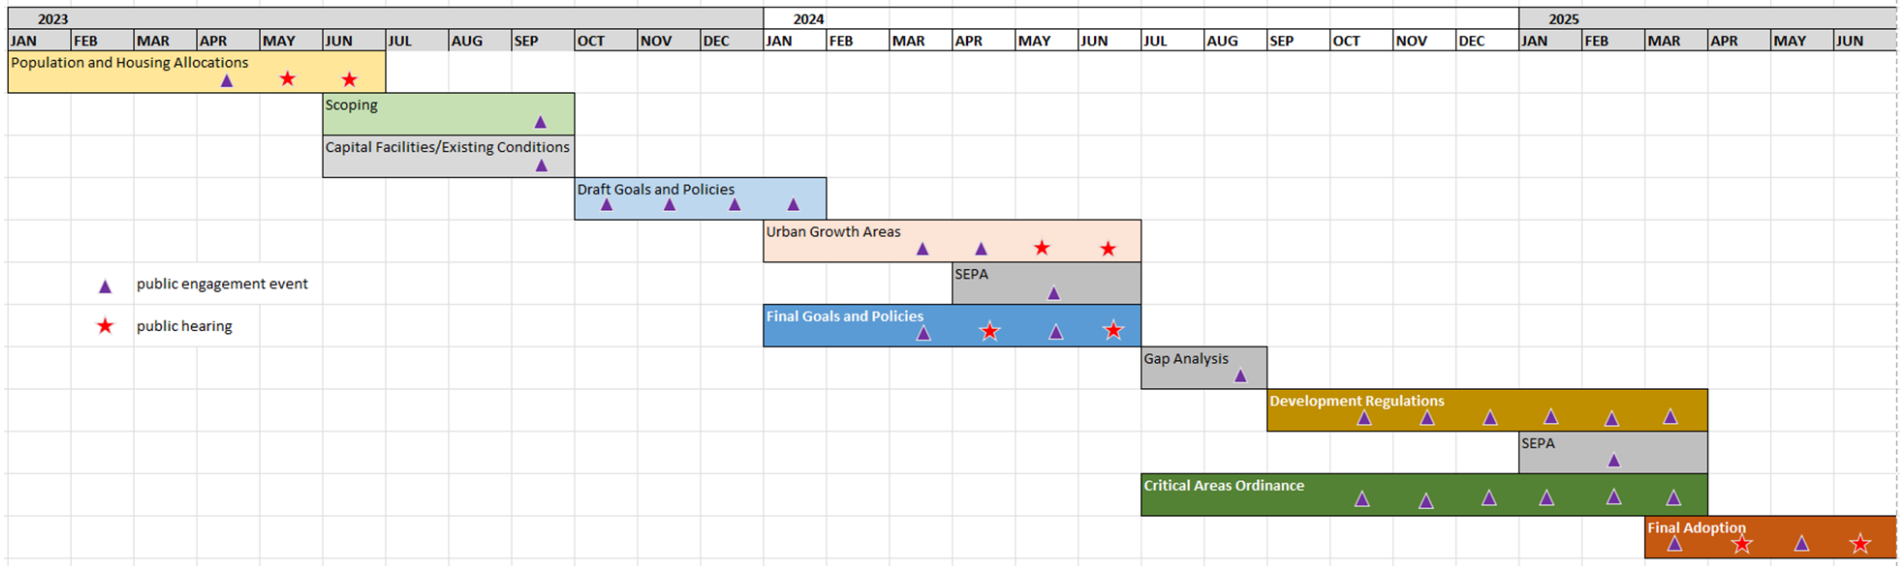 2023 2024 2025
JAN FEB MAR APR MAY JUN JUL AUG SEP OCT NOV DEC JAN FEB MAR APR MAY JUN JUL AUG SEP OCT NOV DEC JAN FEB MAR APR MAY JUN
Population and Housing Allocations
Scoping
Capital Facilities/Existing Conditions
Draft Goals and Policies
Urban Growth Areas
SEPA
public engagement event
Final Goals and Policies
public hearing
Gap Analysis
Development Regulations
SEPA
Critical Areas Ordinance
Final Adoption